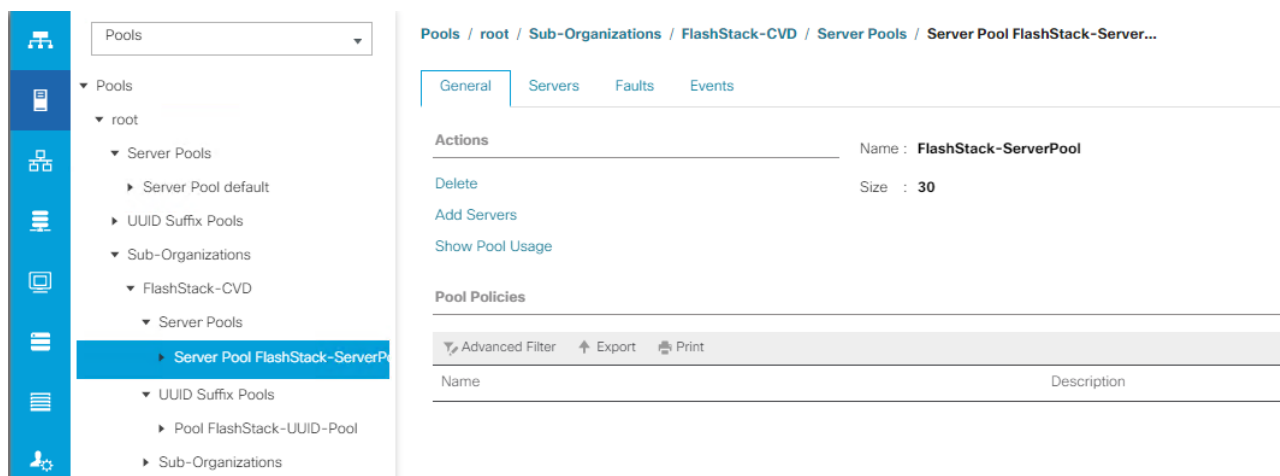 Pools
Pools
root
Server Pools
Server Pool default
UUID Suffix Pools
Sub-Organizations
FlashStack-CVD
Server Pools
Server Pool FlashStack-ServerP
UUID Suffix Pools
Pool FlashStack-UUID-Pool
Sub-Organizations
Pools / root / Sub-Organizations / FlashStack-CVD / Server Pools / Server Pool FlashStack-Server...
General Servers Faults Events
Actions
Delete
Add Servers
Show Pool Usage
Name : FlashStack-ServerPool
Size : 30
Pool Policies
Advanced Filter Export Print
Name Description